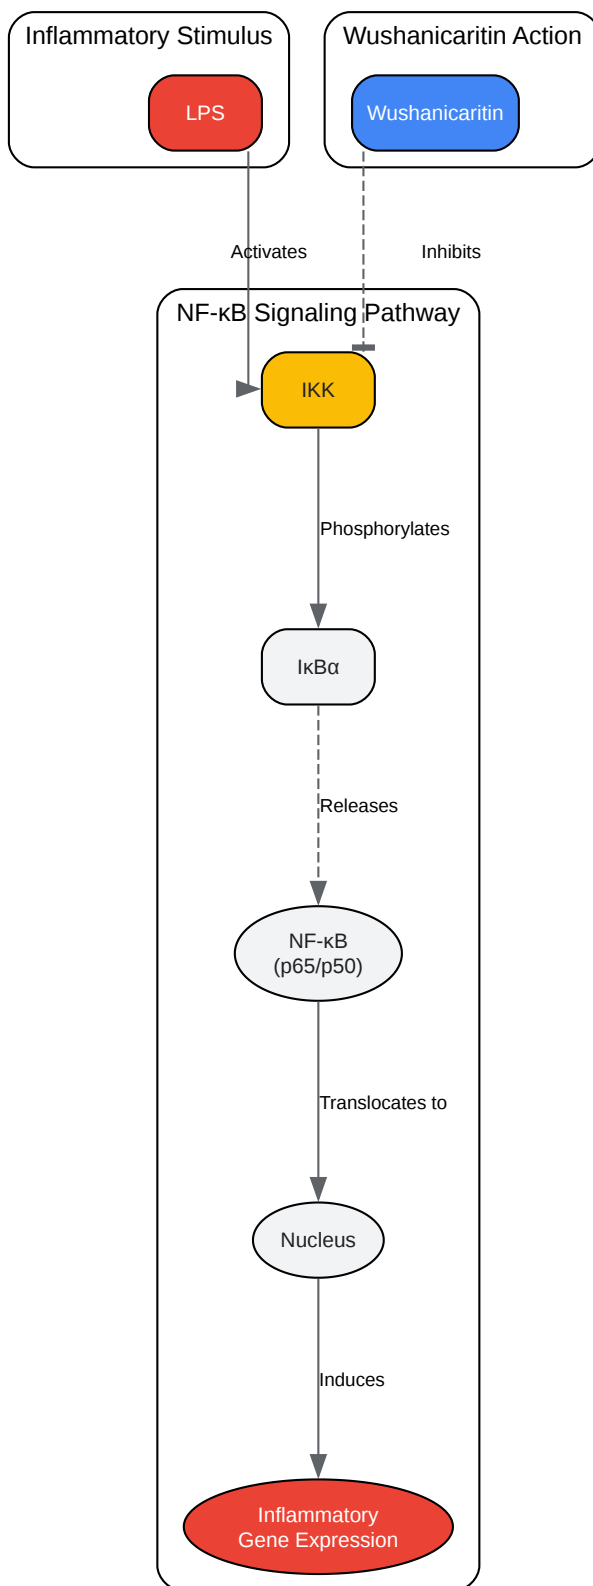 Inflammatory Stimulus
Wushanicaritin Action
LPS
Wushanicaritin
Activates
Inhibits
NF-κB Signaling Pathway
IKK
Phosphorylates
IκBα
Releases
NF-κB
(p65/p50)
Translocates to
Nucleus
Induces
Inflammatory
Gene Expression